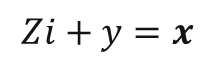 Zi + y = x